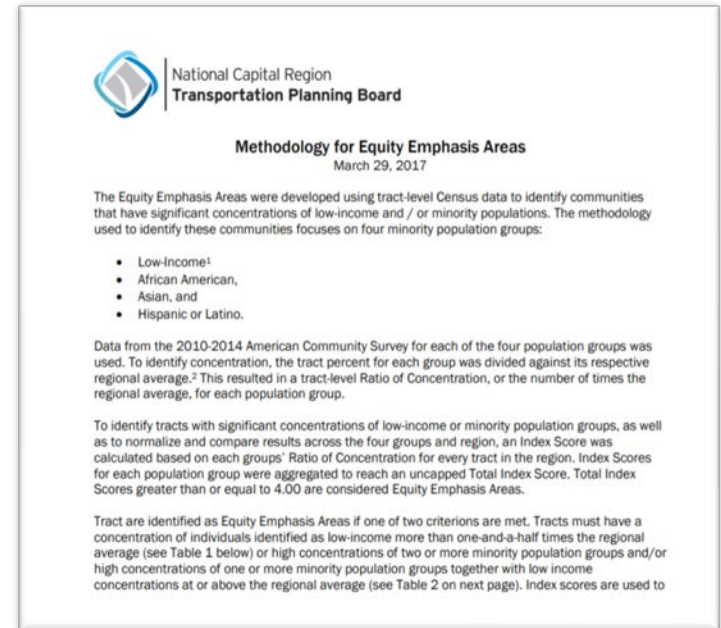 National Capital Region
Transportation Planning Board
Methodology for Equity Emphasis Areas
March 29, 2017
The Equity Emphasis Areas were developed using tract-level Census data to identify communities
that have significant concentrations of low-income and / or minority populations. The methodology
used to identify these communities focuses on four minority population groups:
• Low-Income¹
• African American,
• Asian, and
• Hispanic or Latino.
Data from the 2010-2014 American Community Survey for each of the four population groups was
used. To identify concentration, the tract percent for each group was divided against its respective
regional average.² This resulted in a tract-level Ratio of Concentration, or the number of times the
regional average, for each population group.
To identify tracts with significant concentrations of low-income or minority population groups, as well
as to normalize and compare results across the four groups and region, an Index Score was
calculated based on each groups' Ratio of Concentration for every tract in the region. Index Scores
for each population group were aggregated to reach an uncapped Total Index Score. Total Index
Scores greater than or equal to 4.00 are considered Equity Emphasis Areas.
Tract are identified as Equity Emphasis Areas if one of two criterions are met. Tracts must have a
concentration of individuals identified as low-income more than one-and-a-half times the regional
average (see Table 1 below) or high concentrations of two or more minority population groups and/or
high concentrations of one or more minority population groups together with low income
concentrations at or above the regional average (see Table 2 on next page). Index scores are used to